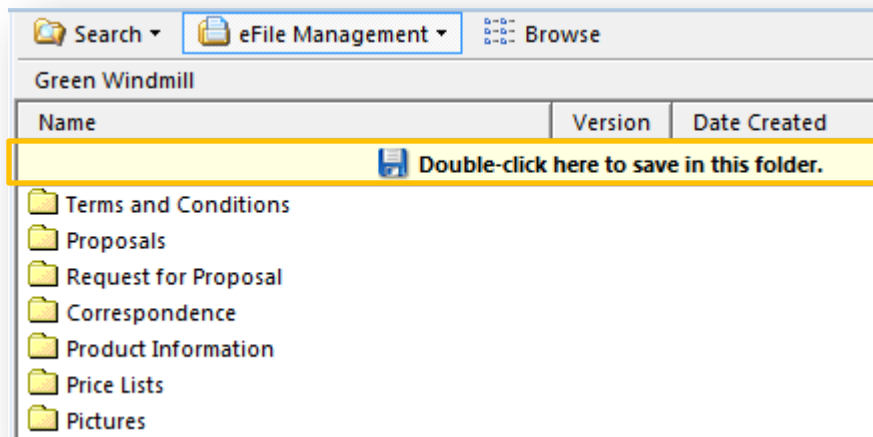 Search eFile Management Browse
Green Windmill
Name Version Date Created
Double-click here to save in this folder.
Terms and Conditions
Proposals
Request for Proposal
Correspondence
Product Information
Price Lists
Pictures